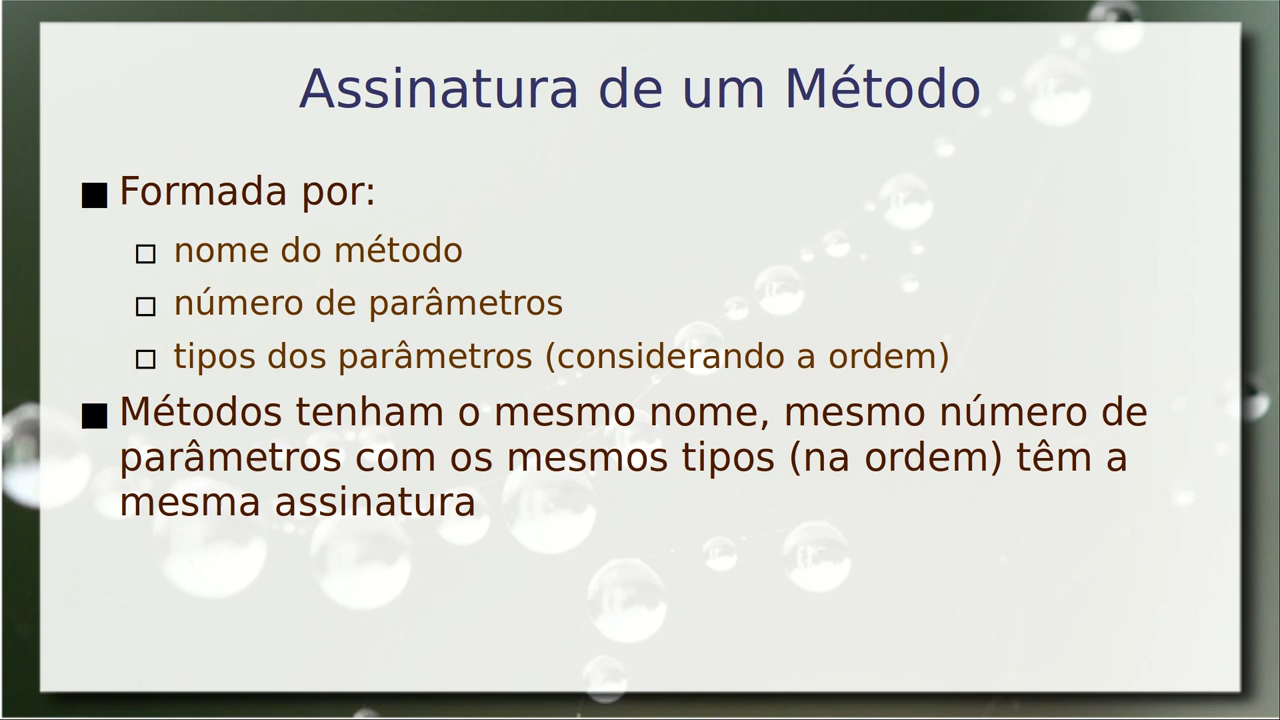 Assinatura de um Método
Formada por:
nome do método
número de parâmetros
tipos dos parâmetros (considerando a ordem)
Métodos tenham o mesmo nome, mesmo número de
parâmetros com os mesmos tipos (na ordem) têm a
mesma assinatura